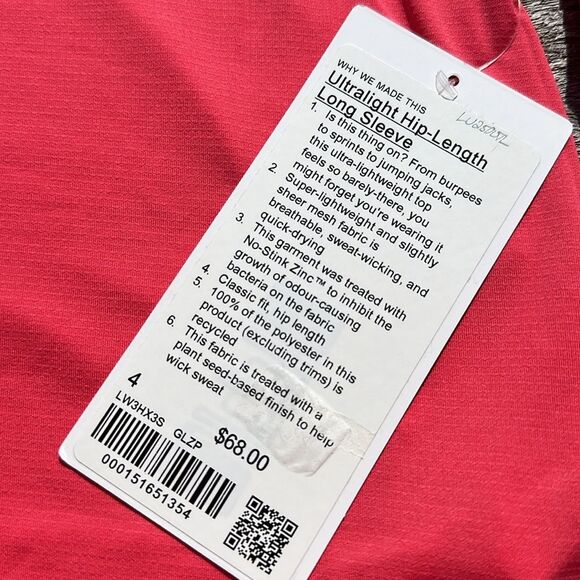 WHY WE MADE THIS
Ultralight Hip-Length
Long Sleeve
1. Is this thing on? From burpees
to sprints to jumping jacks,
this ultra-lightweight top
feels so barely-there, you
might forget you're wearing it
2 Super-lightweight and slightly
sheer mesh fabric is
breathable, sweat-wicking, and
quick-drying
3. This garment was treated with
No-Stink Zinc™ to inhibit the
growth of odour-causing
bacteria on the fabric
4. Classic fit, hip length
5. 100% of the polyester in this
product (excluding trims) is
recycled
6. This fabric is treated with a
plant seed-based finish to help
wick sweat
4
LW3HX3S GLZP
$68.00
000151651354